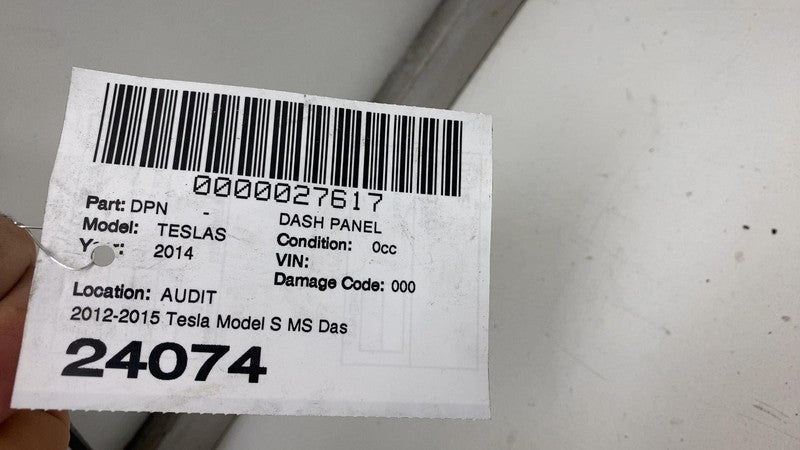 0000027617
Part: DPN - DASH PANEL
Model: TESLAS Condition: 0cc
2014 VIN:
Damage Code: 000
Location: AUDIT
2012-2015 Tesla Model S MS Das
24074